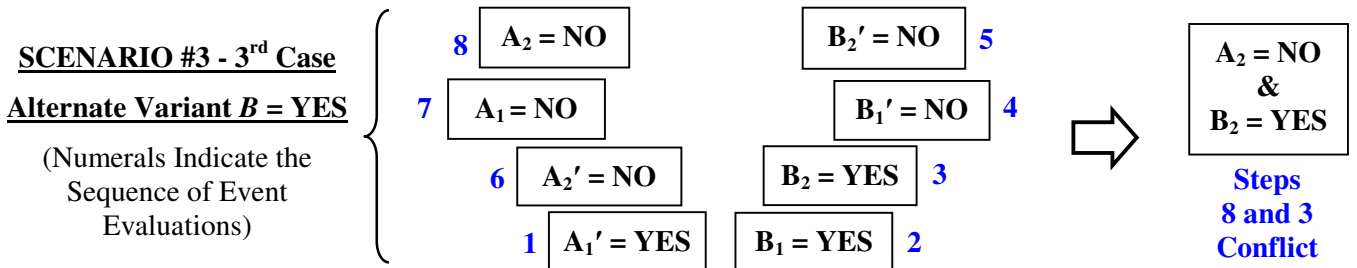 SCENARIO #3 - 3rd Case
Alternate Variant B = YES
(Numerals Indicate the
Sequence of Event
Evaluations)
8 A₂ = NO
B₂′ = NO 5
7 A₁ = NO
B₁′ = NO 4
6 A₂′ = NO
B₂ = YES 3
1 A₁′ = YES
B₁ = YES 2
A₂ = NO
&
B₂ = YES
Steps
8 and 3
Conflict